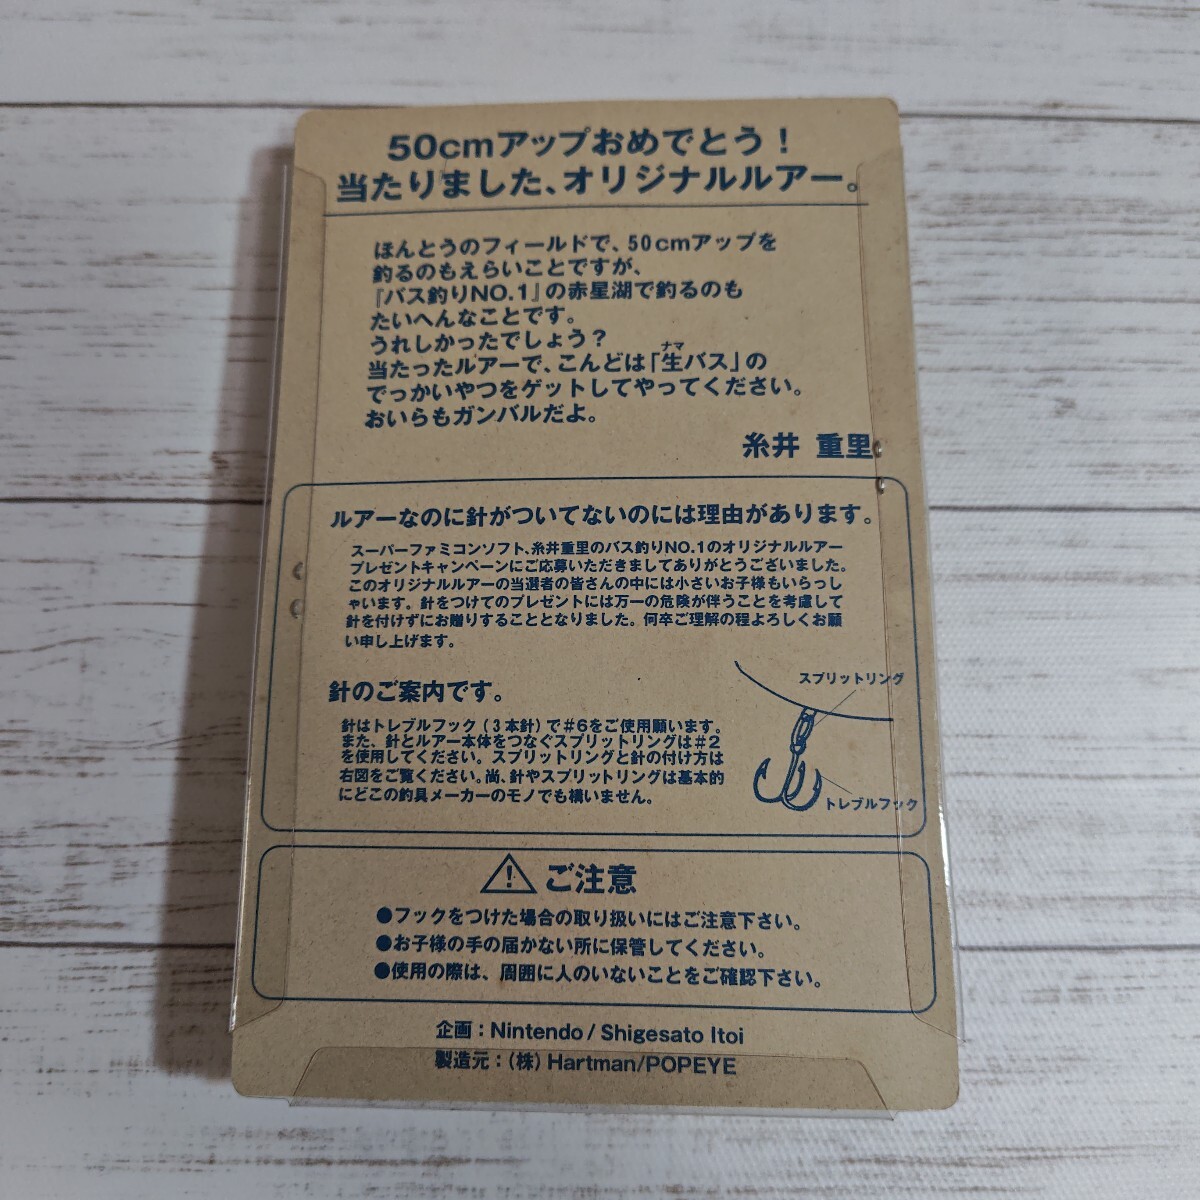 50cmアップおめでとう！
当たりました、オリジナルルアー。
ほんとうのフィールドで、50cmアップを
釣るのもえらいことですが、
『バス釣りNO.1』の赤星湖で釣るのも
たいへんなことです。
うれしかったでしょう？
ナマ
当たったルアーで、こんどは「生バス」の
でっかいやつをゲットしてやってください。
おいらもガンバルだよ。
糸井 重里
ルアーなのに針がついてないのには理由があります。
スーパーファミコンソフト、糸井重里のバス釣りNO.1のオリジナルルアー
プレゼントキャンペーンにご応募いただきましてありがとうございました。
このオリジナルルアーの当選者の皆さんの中には小さいお子様もいらっし
ゃいます。針をつけてのプレゼントには万一の危険が伴うことを考慮して
針を付けずにお贈りすることとなりました。何卒ご理解の程よろしくお願
い申し上げます。
針のご案内です。
針はトレブルフック（3本針）で#6をご使用願います。
また、針とルアー本体をつなぐスプリットリングは#2
を使用してください。スプリットリングと針の付け方は
右図をご覧ください。尚、針やスプリットリングは基本的
にどこの釣具メーカーのモノでも構いません。
スプリットリング
トレブルフック
ご注意
●フックをつけた場合の取り扱いにはご注意下さい。
●お子様の手の届かない所に保管してください。
●使用の際は、周囲に人のいないことをご確認下さい。
企画：Nintendo / Shigesato Itoi
製造元：(株) Hartman/POPEYE